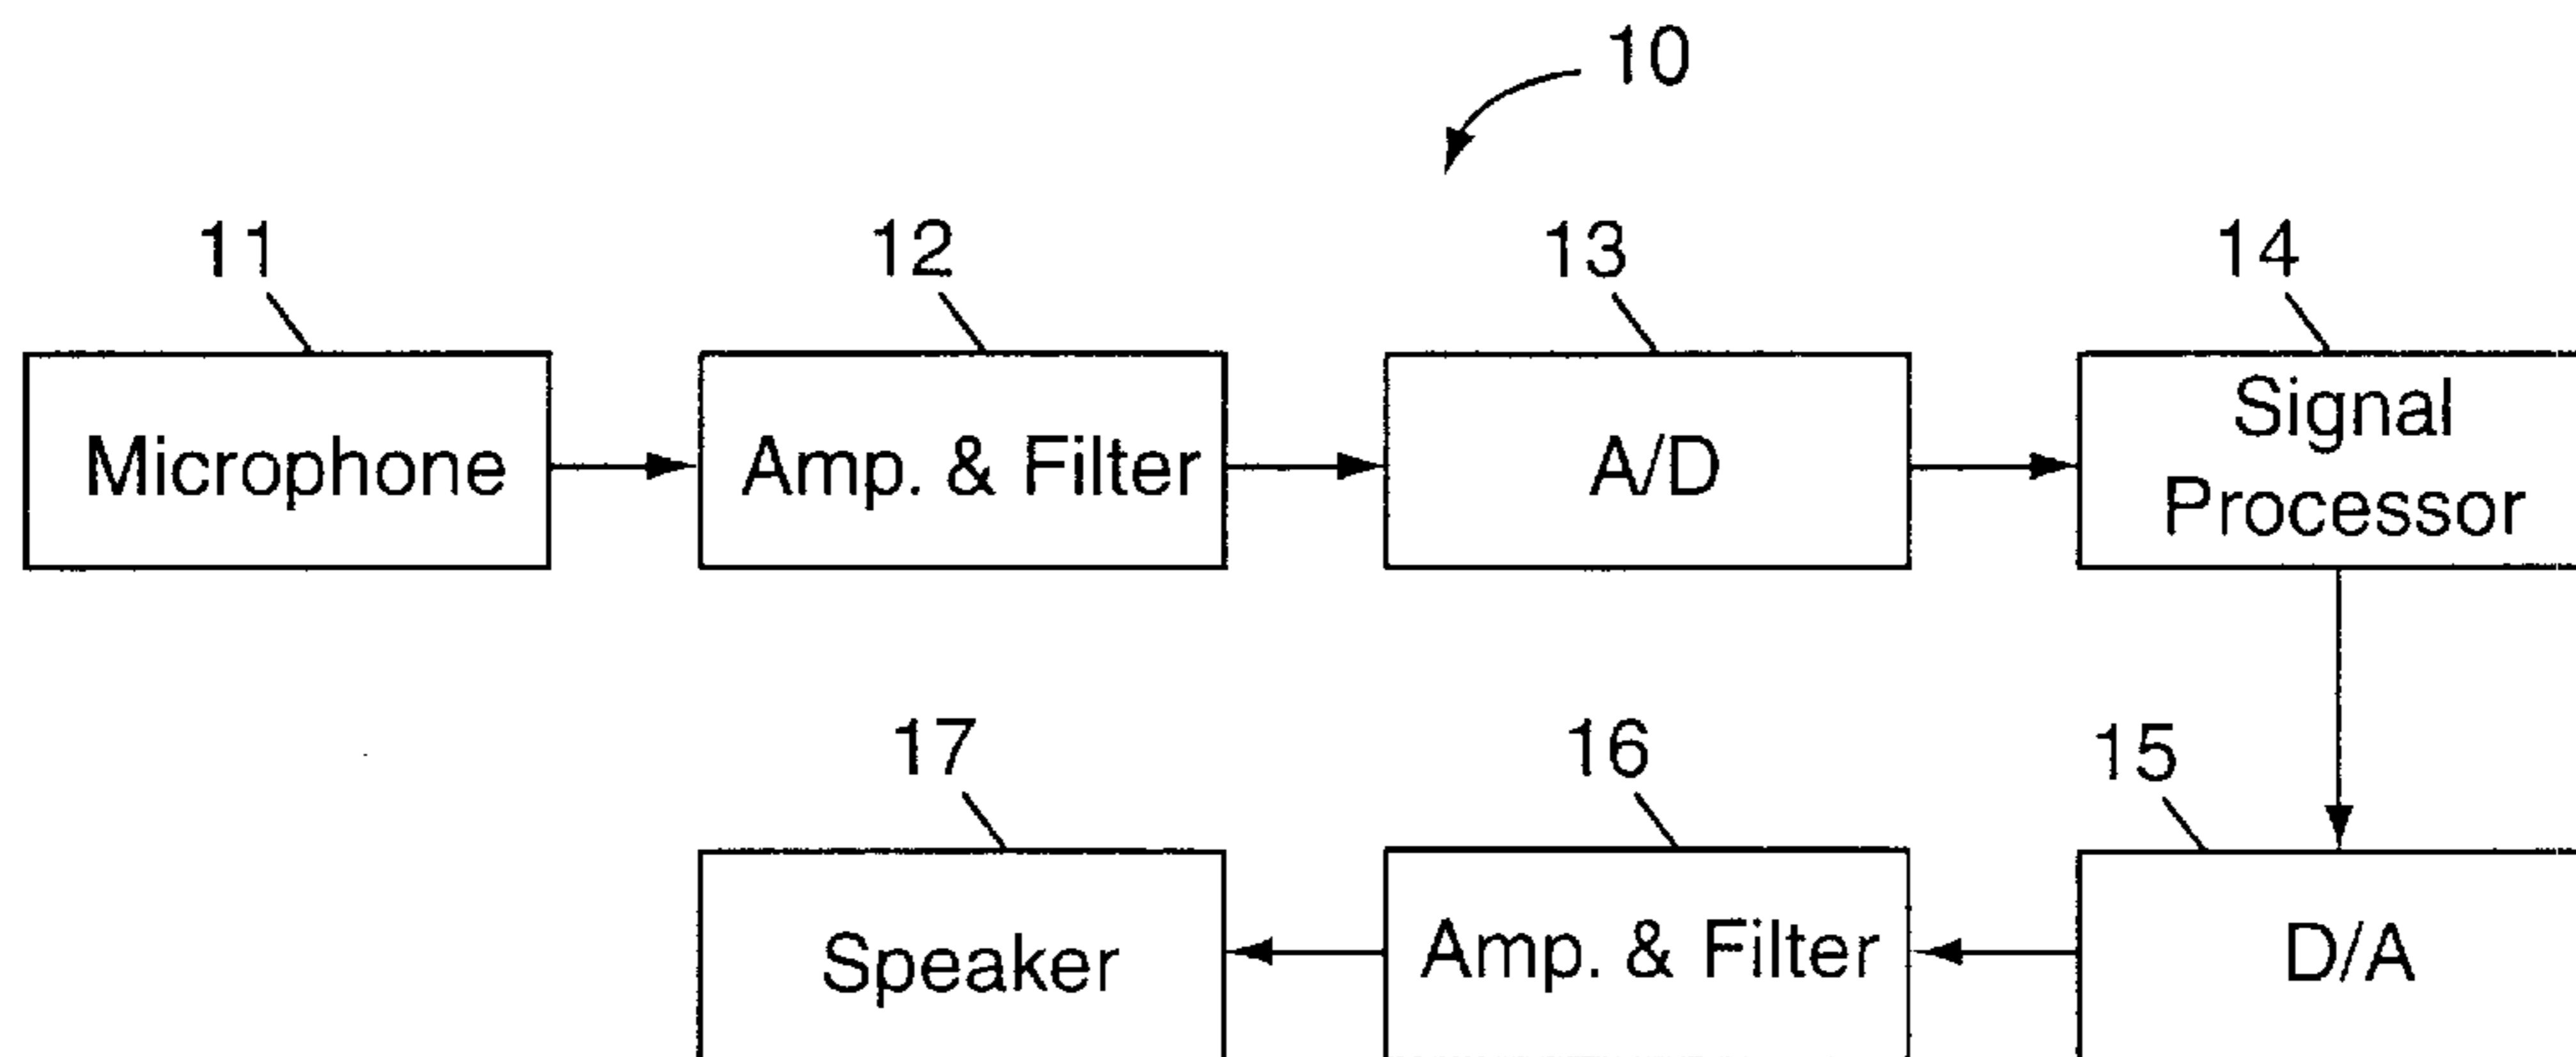 10
11
12
13
14
Microphone
Amp. & Filter
A/D
Signal
Processor
17
16
15
Speaker
Amp. & Filter
D/A